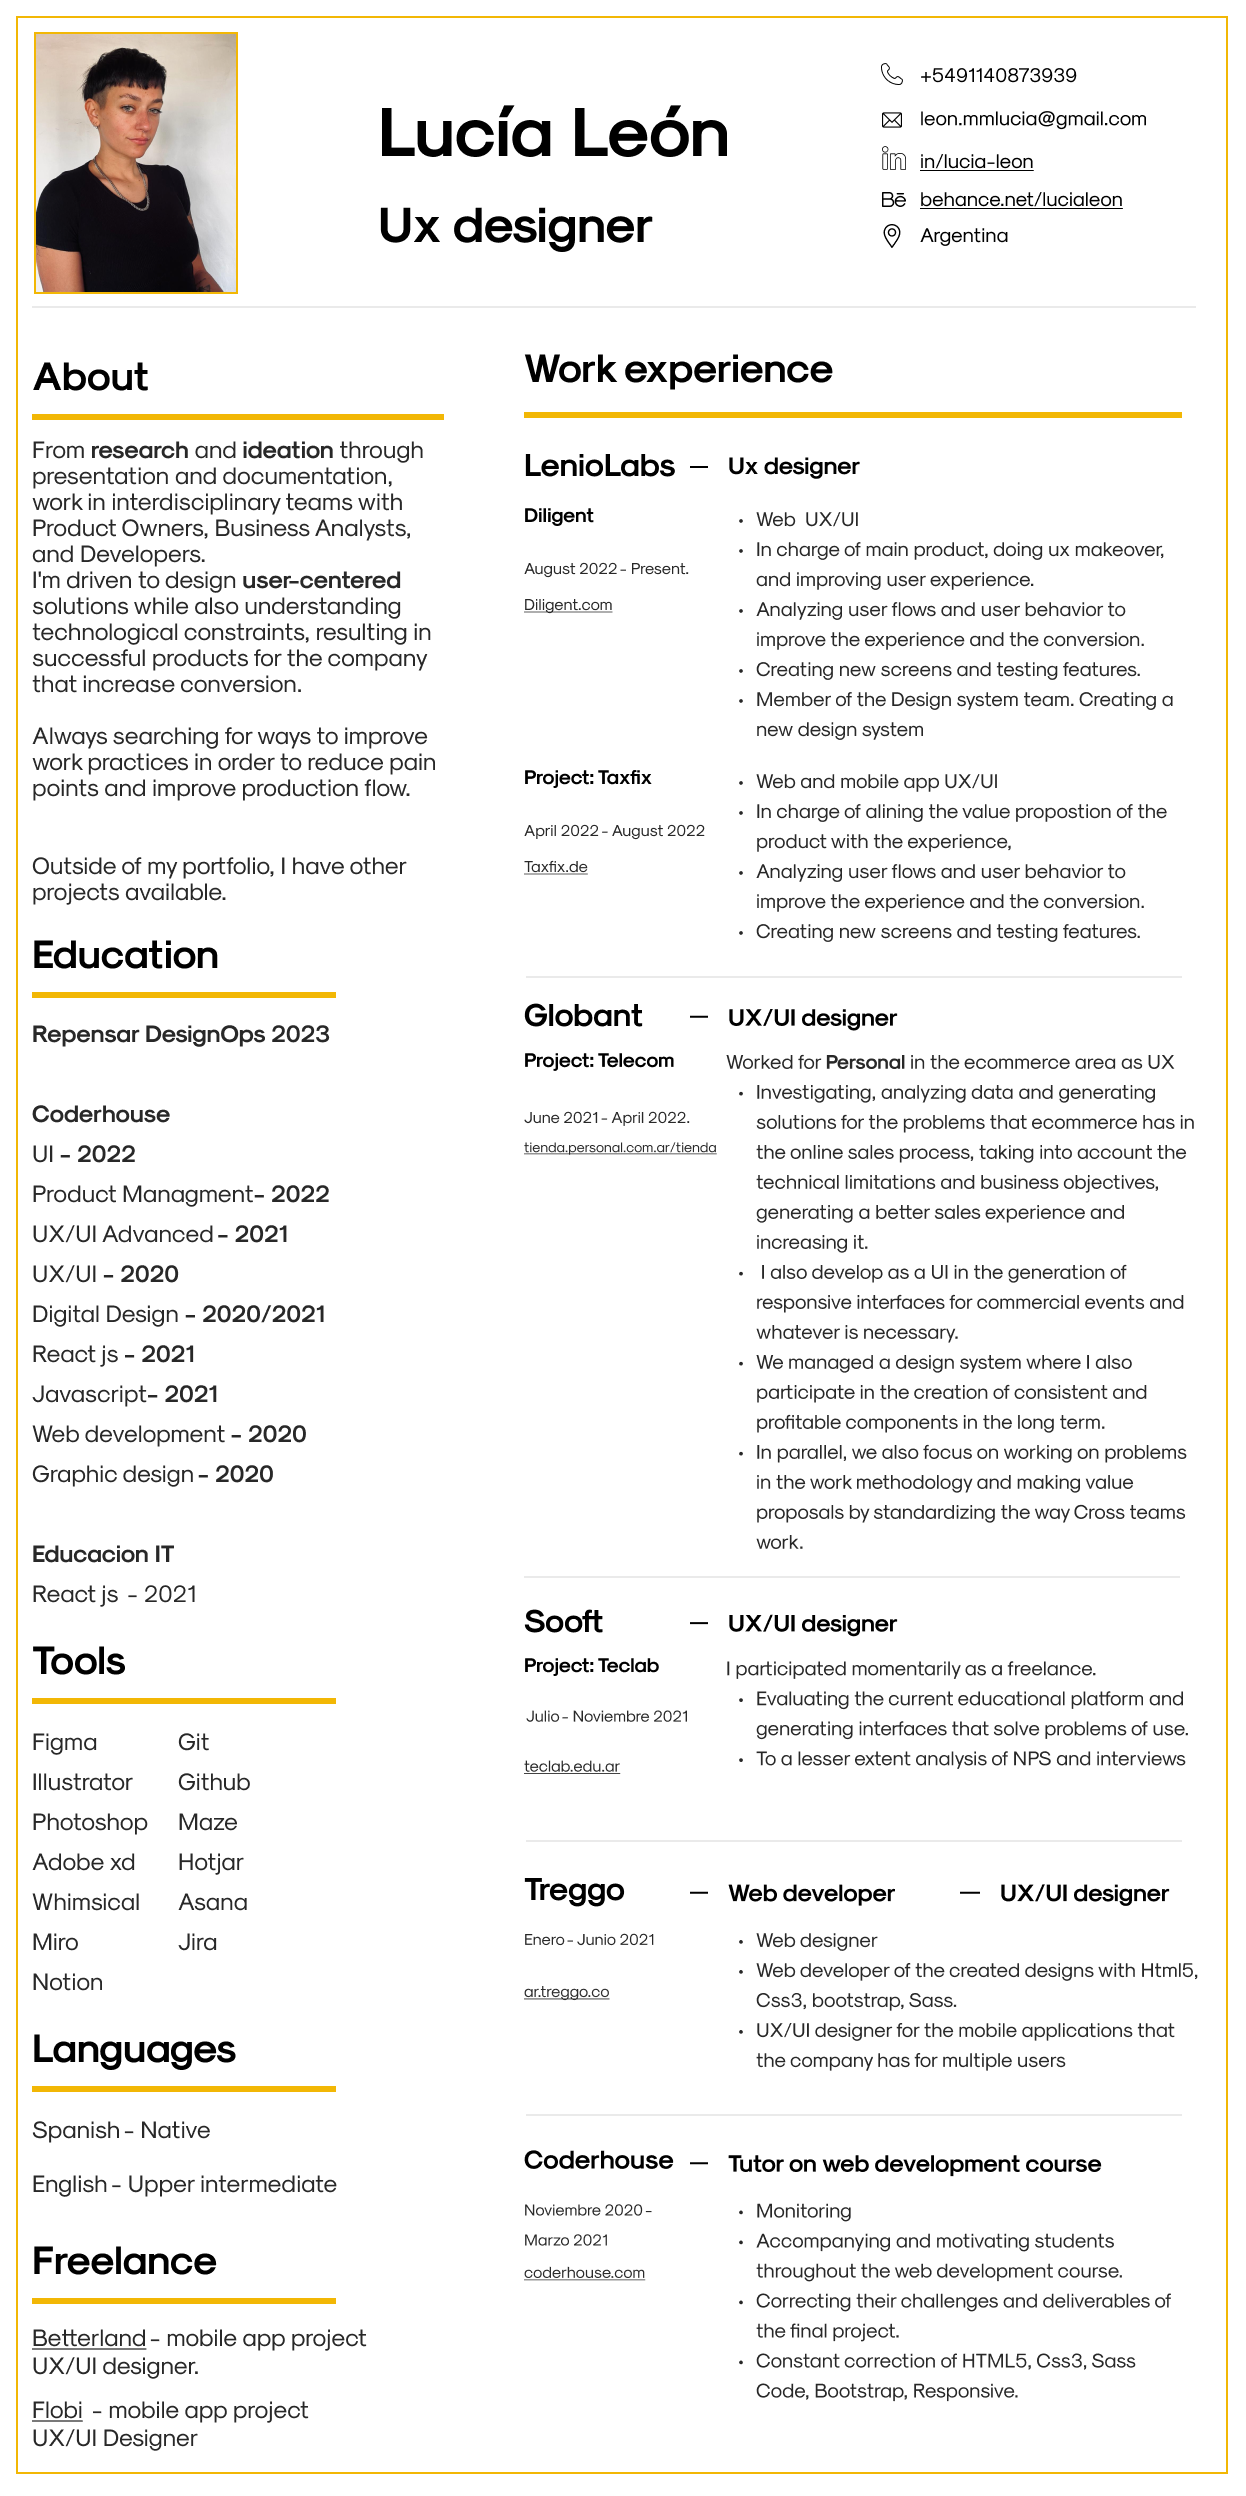 Lucía León
Ux designer
+5491140873939
leon.mmlucia@gmail.com
in
in/lucia-leon
Bē
behance.net/lucialeon
Argentina
About
From research and ideation through
presentation and documentation,
work in interdisciplinary teams with
Product Owners, Business Analysts,
and Developers.
I'm driven to design user-centered
solutions while also understanding
technological constraints, resulting in
successful products for the company
that increase conversion.
Always searching for ways to improve
work practices in order to reduce pain
points and improve production flow.
Outside of my portfolio, I have other
projects available.
Education
Repensar DesignOps 2023
Coderhouse
UI - 2022
Product Managment- 2022
UX/UI Advanced - 2021
UX/UI - 2020
Digital Design - 2020/2021
React js - 2021
Javascript- 2021
Web development - 2020
Graphic design - 2020
Educacion IT
React js - 2021
Tools
Figma
Illustrator
Photoshop
Adobe xd
Whimsical
Miro
Notion
Git
Github
Maze
Hotjar
Asana
Jira
Languages
Spanish - Native
English - Upper intermediate
Freelance
Betterland - mobile app project
UX/UI designer.
Flobi - mobile app project
UX/UI Designer
Work experience
LenioLabs — Ux designer
Diligent
August 2022 - Present.
Diligent.com
• Web UX/UI
• In charge of main product, doing ux makeover,
and improving user experience.
• Analyzing user flows and user behavior to
improve the experience and the conversion.
• Creating new screens and testing features.
• Member of the Design system team. Creating a
new design system
Project: Taxfix
April 2022 - August 2022
Taxfix.de
• Web and mobile app UX/UI
• In charge of alining the value propostion of the
product with the experience,
• Analyzing user flows and user behavior to
improve the experience and the conversion.
• Creating new screens and testing features.
Globant — UX/UI designer
Project: Telecom
June 2021 - April 2022.
tienda.personal.com.ar/tienda
Worked for Personal in the ecommerce area as UX
• Investigating, analyzing data and generating
solutions for the problems that ecommerce has in
the online sales process, taking into account the
technical limitations and business objectives,
generating a better sales experience and
increasing it.
• I also develop as a UI in the generation of
responsive interfaces for commercial events and
whatever is necessary.
• We managed a design system where I also
participate in the creation of consistent and
profitable components in the long term.
• In parallel, we also focus on working on problems
in the work methodology and making value
proposals by standardizing the way Cross teams
work.
Sooft — UX/UI designer
Project: Teclab
Julio - Noviembre 2021
teclab.edu.ar
I participated momentarily as a freelance.
• Evaluating the current educational platform and
generating interfaces that solve problems of use.
• To a lesser extent analysis of NPS and interviews
Treggo — Web developer — UX/UI designer
Enero - Junio 2021
ar.treggo.co
• Web designer
• Web developer of the created designs with Html5,
Css3, bootstrap, Sass.
• UX/UI designer for the mobile applications that
the company has for multiple users
Coderhouse — Tutor on web development course
Noviembre 2020 -
Marzo 2021
coderhouse.com
• Monitoring
• Accompanying and motivating students
throughout the web development course.
• Correcting their challenges and deliverables of
the final project.
• Constant correction of HTML5, Css3, Sass
Code, Bootstrap, Responsive.